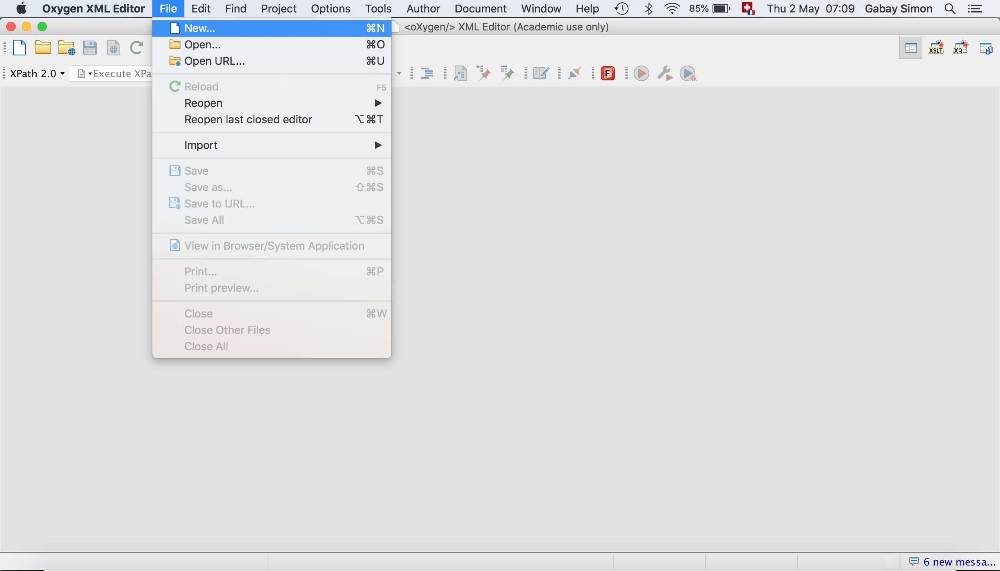 Oxygen XML Editor File Edit Find Project Options Tools Author Document Window Help 85% Thu 2 May 07:09 Gabay Simon
<oXygen/> XML Editor (Academic use only)
New... ⌘N
Open... ⌘O
Open URL... ⌘U
XSLT XQ
XPath 2.0 Execute XPa
F
Reload F5
Reopen
Reopen last closed editor ⌥⌘T
Import
Save ⌘S
Save as... ⇧⌘S
Save to URL...
Save All ⌥⌘S
View in Browser/System Application
Print... ⌘P
Print preview...
Close ⌘W
Close Other Files
Close All
6 new messa...